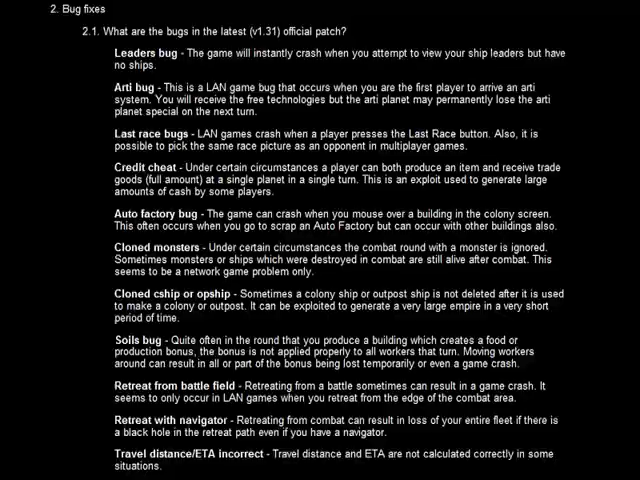 2. Bug fixes
2.1. What are the bugs in the latest (v1.31) official patch?
Leaders bug - The game will instantly crash when you attempt to view your ship leaders but have
no ships.
Arti bug - This is a LAN game bug that occurs when you are the first player to arrive an arti
system. You will receive the free technologies but the arti planet may permanently lose the arti
planet special on the next turn.
Last race bugs - LAN games crash when a player presses the Last Race button. Also, it is
possible to pick the same race picture as an opponent in multiplayer games.
Credit cheat - Under certain circumstances a player can both produce an item and receive trade
goods (full amount) at a single planet in a single turn. This is an exploit used to generate large
amounts of cash by some players.
Auto factory bug - The game can crash when you mouse over a building in the colony screen.
This often occurs when you go to scrap an Auto Factory but can occur with other buildings also.
Cloned monsters - Under certain circumstances the combat round with a monster is ignored.
Sometimes monsters or ships which were destroyed in combat are still alive after combat. This
seems to be a network game problem only.
Cloned cship or opship - Sometimes a colony ship or outpost ship is not deleted after it is used
to make a colony or outpost. It can be exploited to generate a very large empire in a very short
period of time.
Soils bug - Quite often in the round that you produce a building which creates a food or
production bonus, the bonus is not applied properly to all workers that turn. Moving workers
around can result in all or part of the bonus being lost temporarily or even a game crash.
Retreat from battle field - Retreating from a battle sometimes can result in a game crash. It
seems to only occur in LAN games when you retreat from the edge of the combat area.
Retreat with navigator - Retreating from combat can result in loss of your entire fleet if there is
a black hole in the retreat path even if you have a navigator.
Travel distance/ETA incorrect - Travel distance and ETA are not calculated correctly in some
situations.